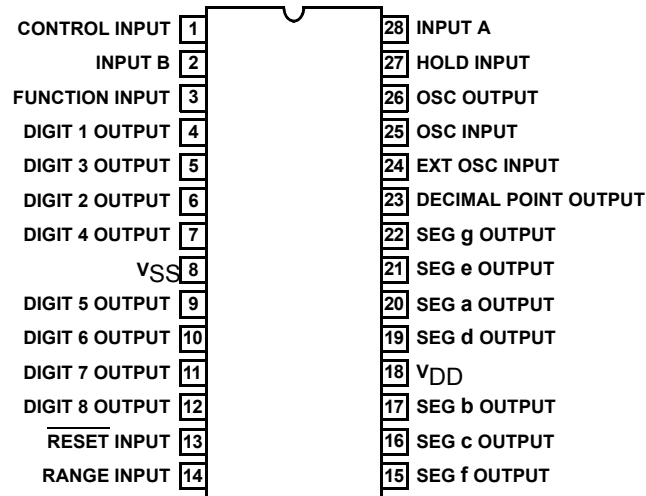 CONTROL INPUT 1 28 INPUT A
INPUT B 2 27 HOLD INPUT
FUNCTION INPUT 3 26 OSC OUTPUT
DIGIT 1 OUTPUT 4 25 OSC INPUT
DIGIT 3 OUTPUT 5 24 EXT OSC INPUT
DIGIT 2 OUTPUT 6 23 DECIMAL POINT OUTPUT
DIGIT 4 OUTPUT 7 22 SEG g OUTPUT
VSS 8 21 SEG e OUTPUT
DIGIT 5 OUTPUT 9 20 SEG a OUTPUT
DIGIT 6 OUTPUT 10 19 SEG d OUTPUT
DIGIT 7 OUTPUT 11 18 VDD
DIGIT 8 OUTPUT 12 17 SEG b OUTPUT
RESET INPUT 13 16 SEG c OUTPUT
RANGE INPUT 14 15 SEG f OUTPUT